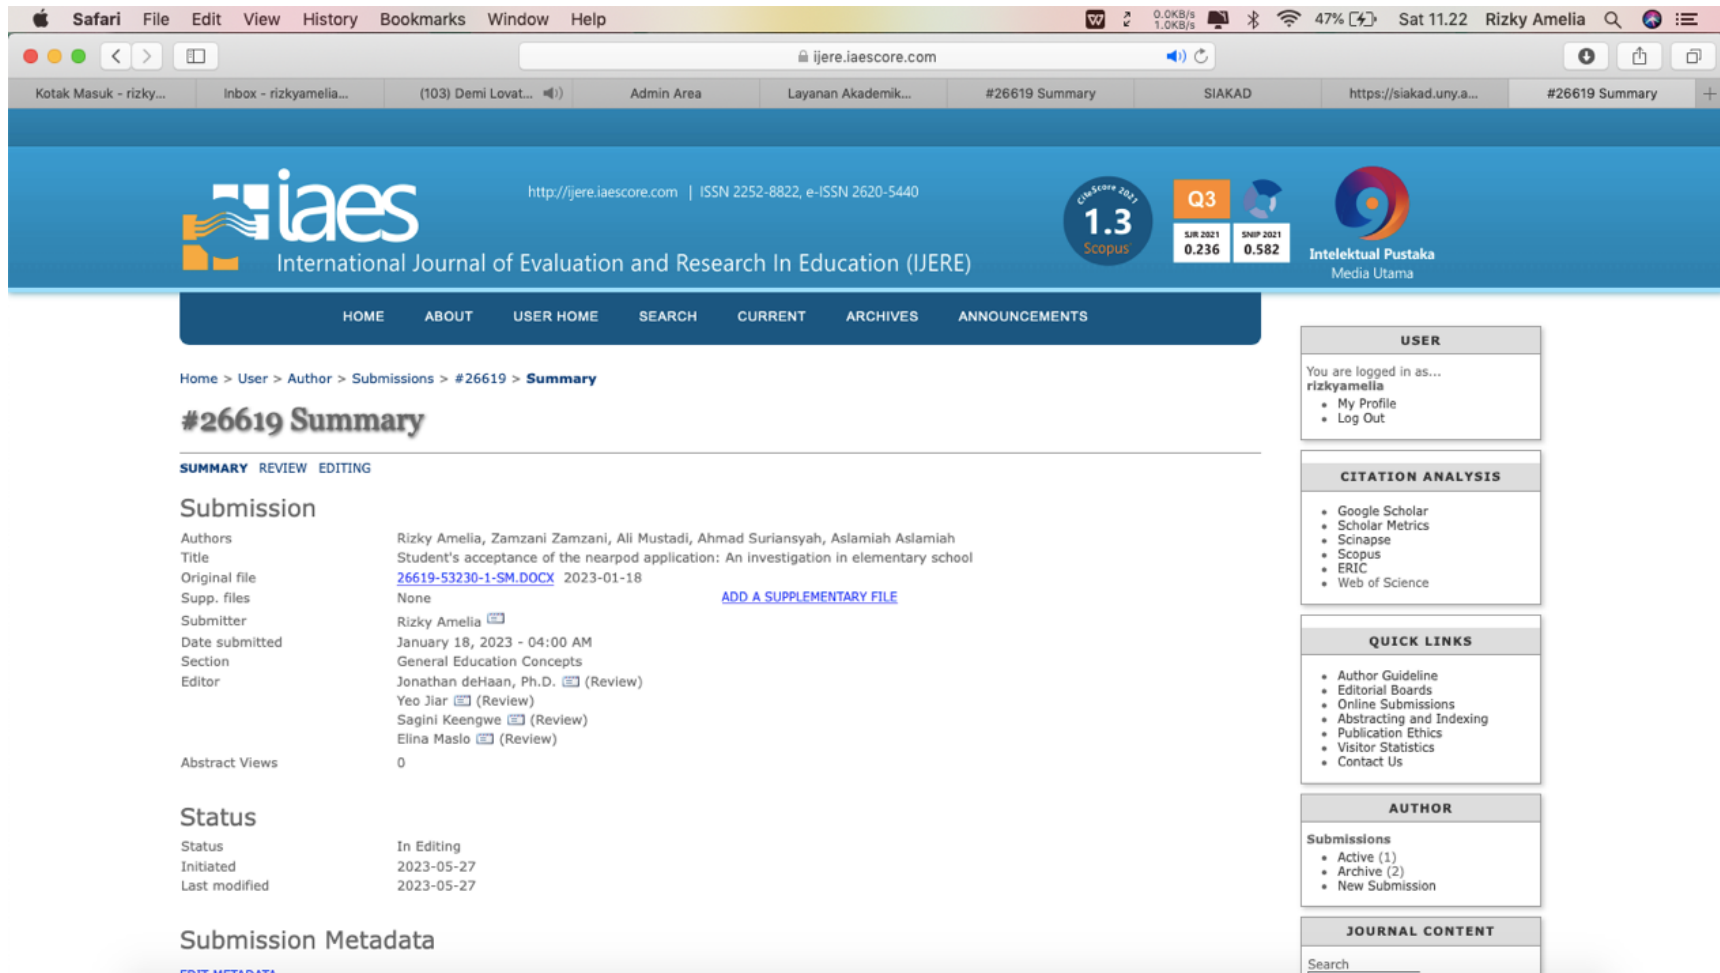 Safari File Edit View History Bookmarks Window Help 0.0KB/s 1.0KB/s 47% Sat 11.22 Rizky Amelia
ijere.iaescore.com
Kotak Masuk - rizky... Inbox - rizkyamelia... (103) Demi Lovat... Admin Area Layanan Akademik... #26619 Summary SIAKAD https://siakad.uny.a... #26619 Summary
iaes
http://ijere.iaescore.com | ISSN 2252-8822, e-ISSN 2620-5440
International Journal of Evaluation and Research In Education (IJERE)
CiteScore 2021
1.3
Scopus
Q3
SJR 2021
0.236
SNIP 2021
0.582
Intelektual Pustaka
Media Utama
HOME ABOUT USER HOME SEARCH CURRENT ARCHIVES ANNOUNCEMENTS
Home > User > Author > Submissions > #26619 > Summary
#26619 Summary
SUMMARY REVIEW EDITING
Submission
Authors Rizky Amelia, Zamzani Zamzani, Ali Mustadi, Ahmad Suriansyah, Aslamiah Aslamiah
Title Student's acceptance of the nearpod application: An investigation in elementary school
Original file 26619-53230-1-SM.DOCX 2023-01-18
Supp. files None ADD A SUPPLEMENTARY FILE
Submitter Rizky Amelia
Date submitted January 18, 2023 - 04:00 AM
Section General Education Concepts
Editor Jonathan deHaan, Ph.D. (Review)
Yeo Jiar (Review)
Sagini Keengwe (Review)
Elina Maslo (Review)
Abstract Views 0
Status
Status In Editing
Initiated 2023-05-27
Last modified 2023-05-27
Submission Metadata
EDIT METADATA
USER
You are logged in as...
rizkyamelia
My Profile
Log Out
CITATION ANALYSIS
Google Scholar
Scholar Metrics
Scinapse
Scopus
ERIC
Web of Science
QUICK LINKS
Author Guideline
Editorial Boards
Online Submissions
Abstracting and Indexing
Publication Ethics
Visitor Statistics
Contact Us
AUTHOR
Submissions
Active (1)
Archive (2)
New Submission
JOURNAL CONTENT
Search